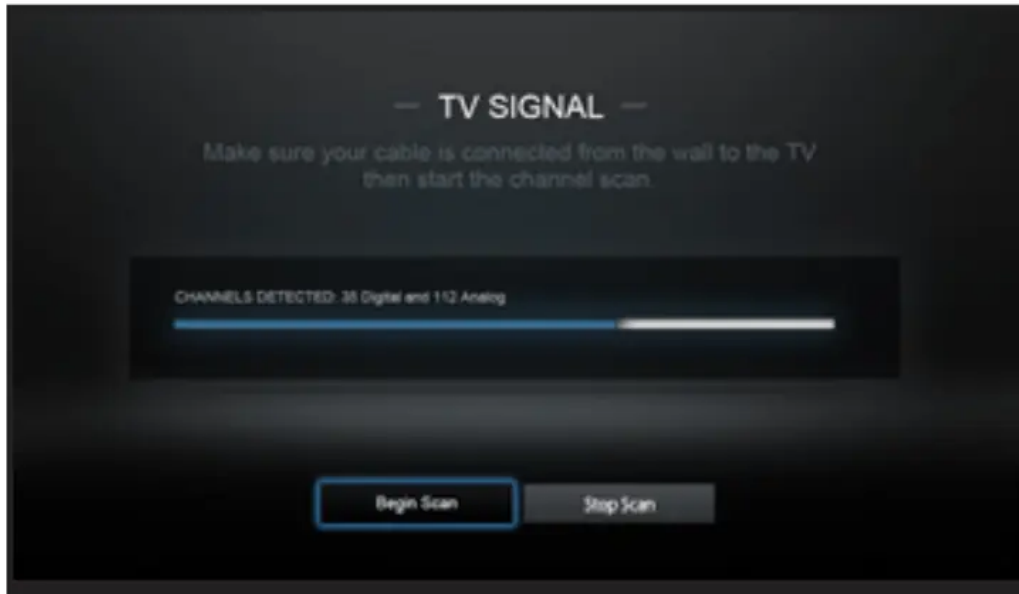 — TV SIGNAL —
Make sure your cable is connected from the wall to the TV
then start the channel scan.
CHANNELS DETECTED: 35 Digital and 112 Analog
Begin Scan
Stop Scan